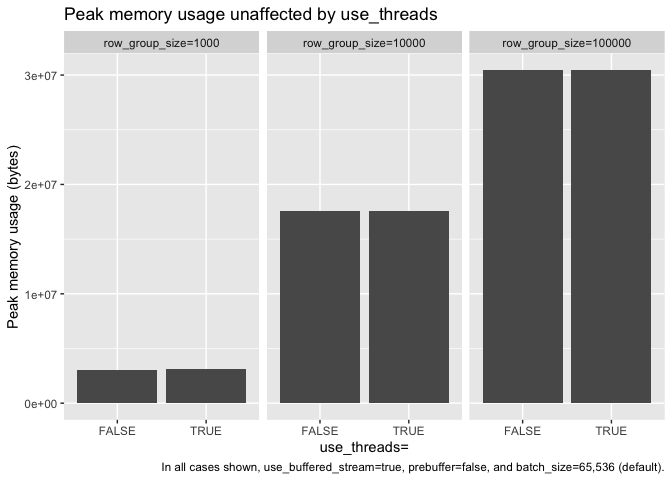 Peak memory usage unaffected by use_threads
row_group_size=1000
row_group_size=10000
row_group_size=100000
Peak memory usage (bytes)
3e+07
2e+07
1e+07
0e+00
FALSE
TRUE
FALSE
TRUE
FALSE
TRUE
use_threads=
In all cases shown, use_buffered_stream=true, prebuffer=false, and batch_size=65,536 (default).